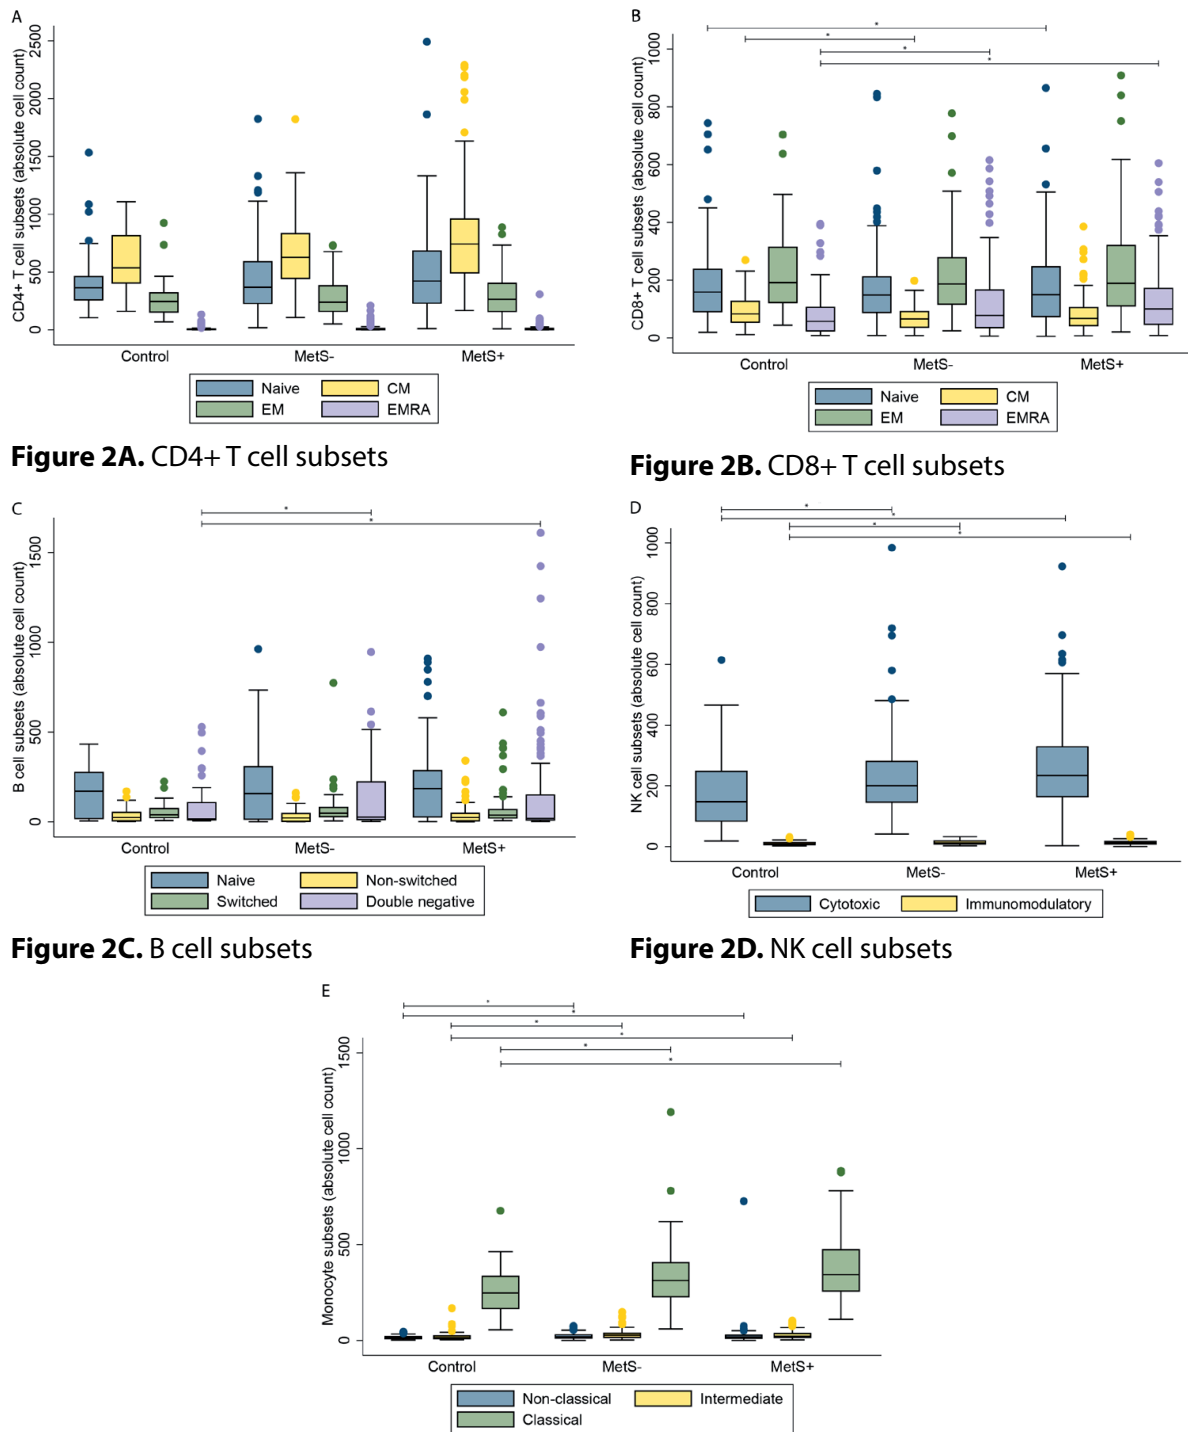 A
CD4+ T cell subsets (absolute cell count)
2500
2000
1500
1000
500
0
Control MetS- MetS+
Naive CM
EM EMRA
Figure 2A. CD4+ T cell subsets
B
CD8+ T cell subsets (absolute cell count)
1000
800
600
400
200
0
* * * *
Control MetS- MetS+
Naive CM
EM EMRA
Figure 2B. CD8+ T cell subsets
C
B cell subsets (absolute cell count)
1500
1000
500
0
* *
Control MetS- MetS+
Naive Non-switched
Switched Double negative
Figure 2C. B cell subsets
D
NK cell subsets (absolute cell count)
1000
800
600
400
200
0
* * * *
Control MetS- MetS+
Cytotoxic Immunomodulatory
Figure 2D. NK cell subsets
E
Monocyte subsets (absolute cell count)
1500
1000
500
0
* * * * * *
Control MetS- MetS+
Non-classical Intermediate
Classical